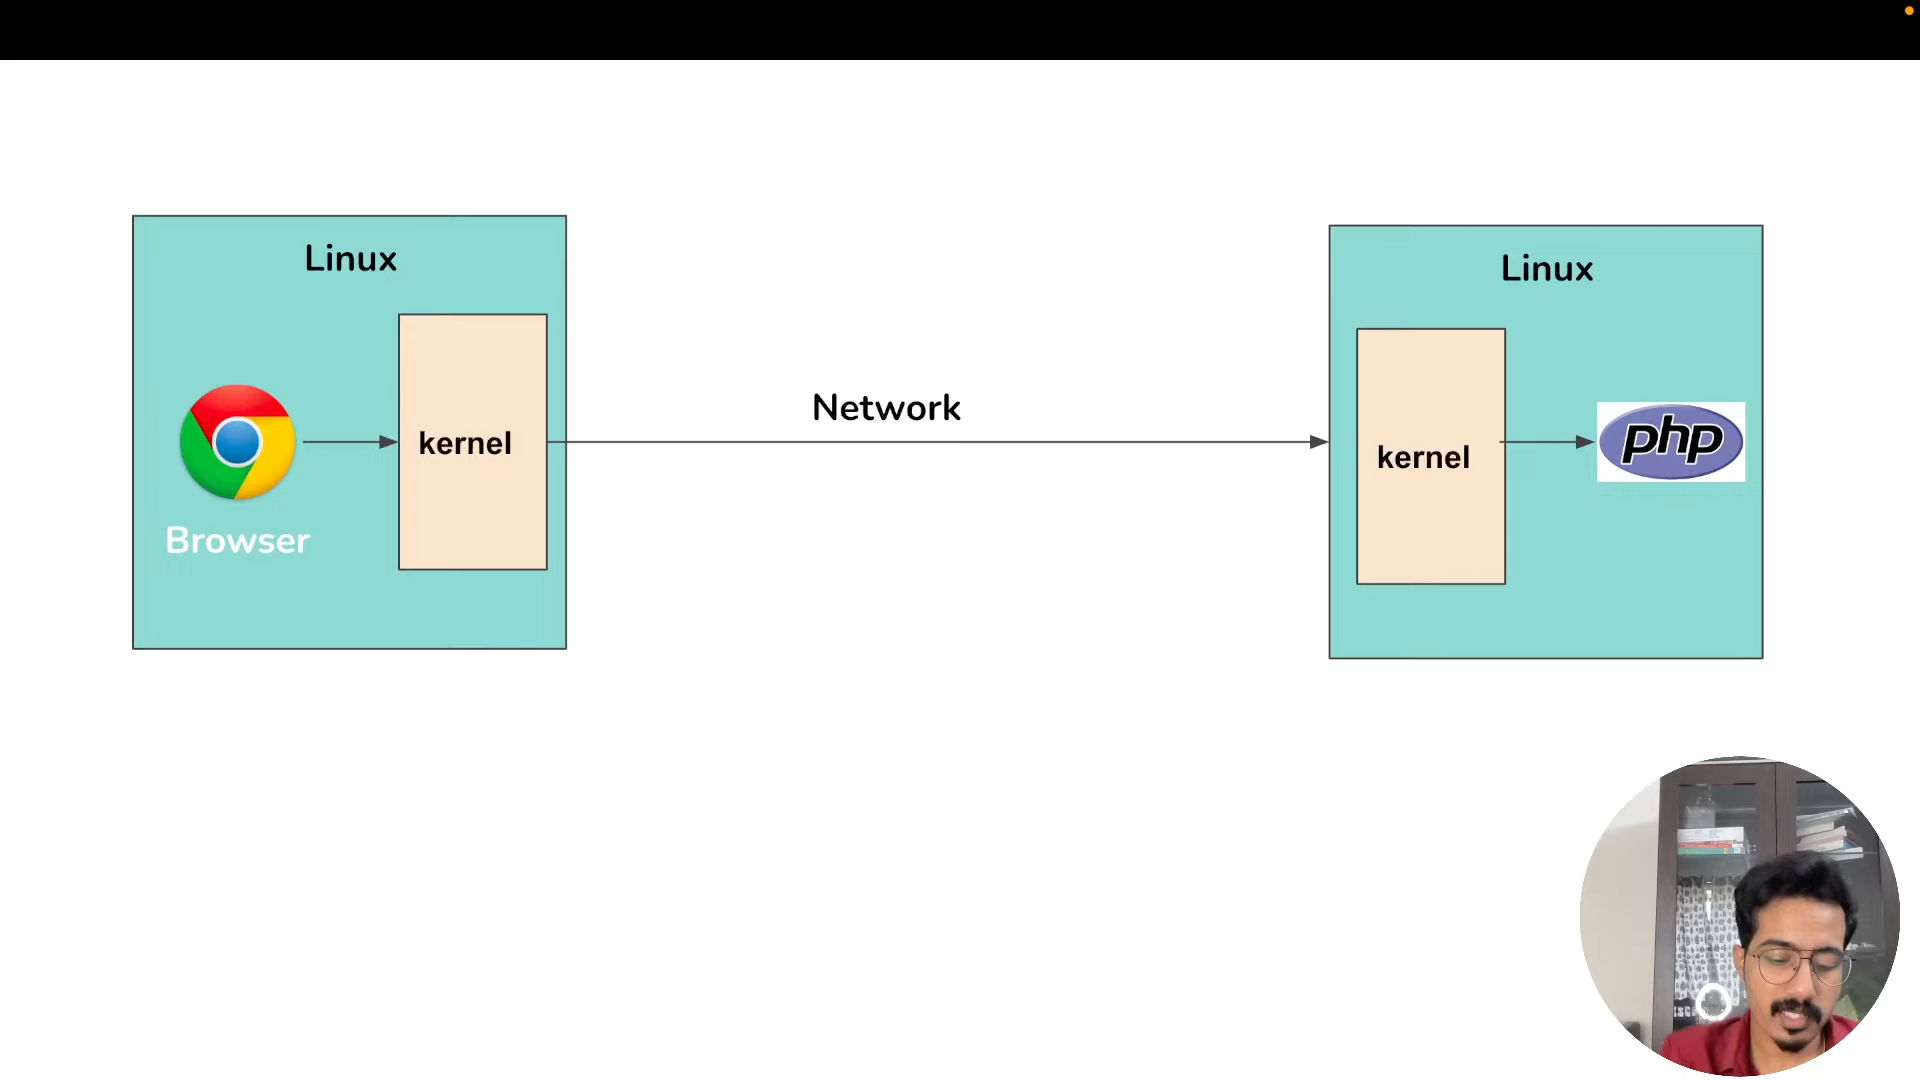 Linux
Linux
Network
kernel
kernel
php
Browser